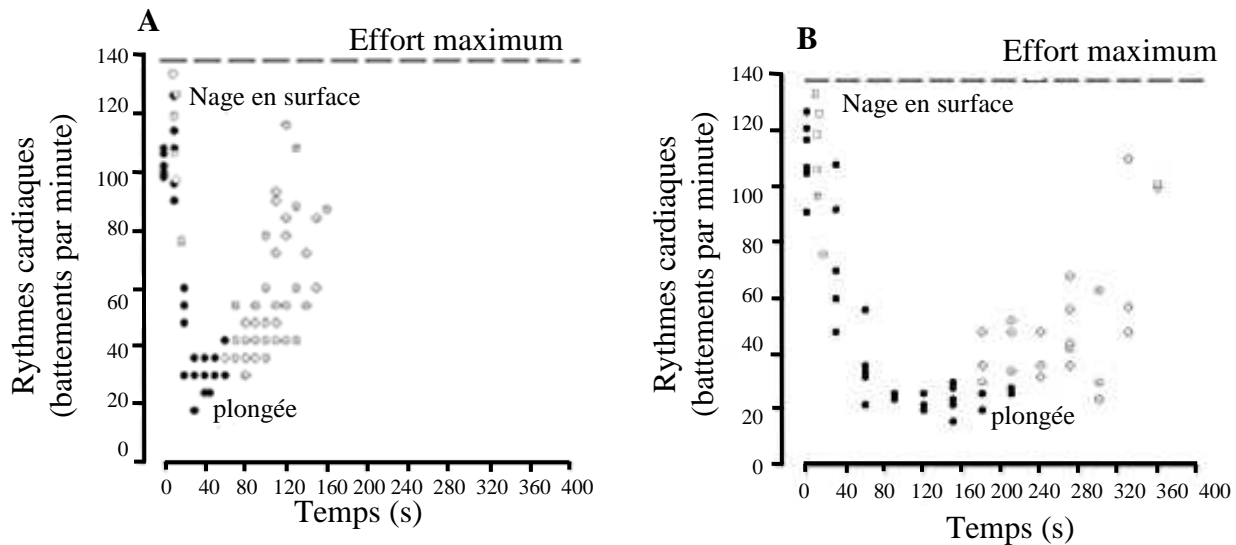 A
Effort maximum
140
120
100
80
60
40
20
0
Nage en surface
plongée
Rythmes cardiaques
(battements par minute)
0 40 80 120 160 200 240 280 320 360 400
Temps (s)
B
Effort maximum
140
120
100
80
60
40
20
0
Nage en surface
plongée
Rythmes cardiaques
(battements par minute)
0 40 80 120 160 200 240 280 320 360 400
Temps (s)